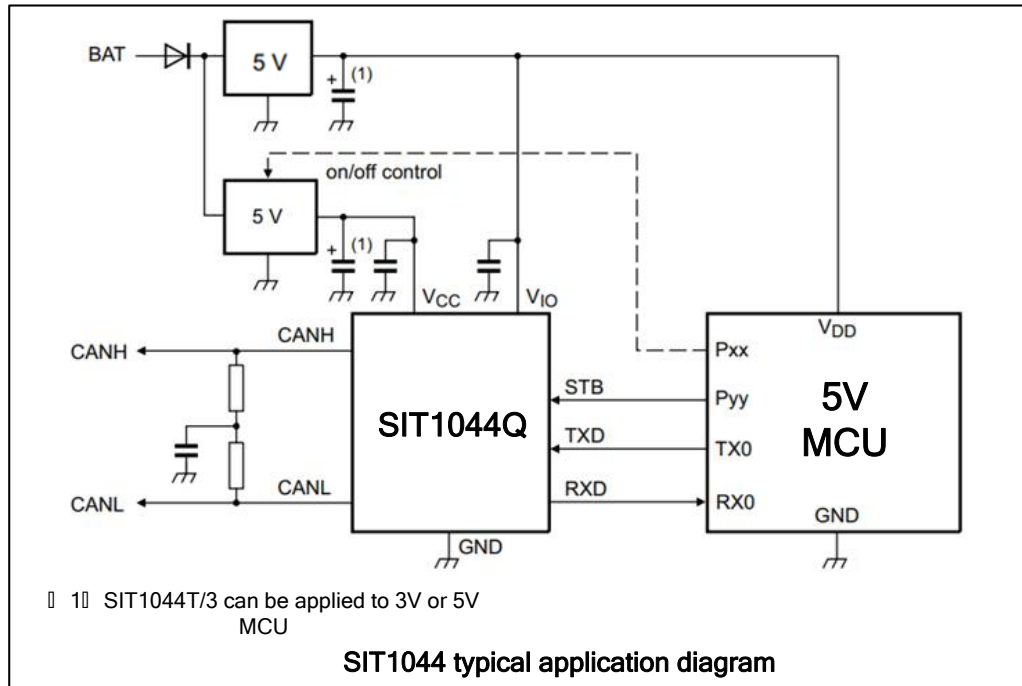 BAT
5 V
+ (1)
on/off control
5 V
+ (1)
VCC
VIO
CANH
CANH
CANL
CANL
SIT1044Q
STB
TXD
RXD
GND
VDD
Pxx
Pyy
TX0
RX0
5V
MCU
GND
1 SIT1044T/3 can be applied to 3V or 5V
MCU
SIT1044 typical application diagram